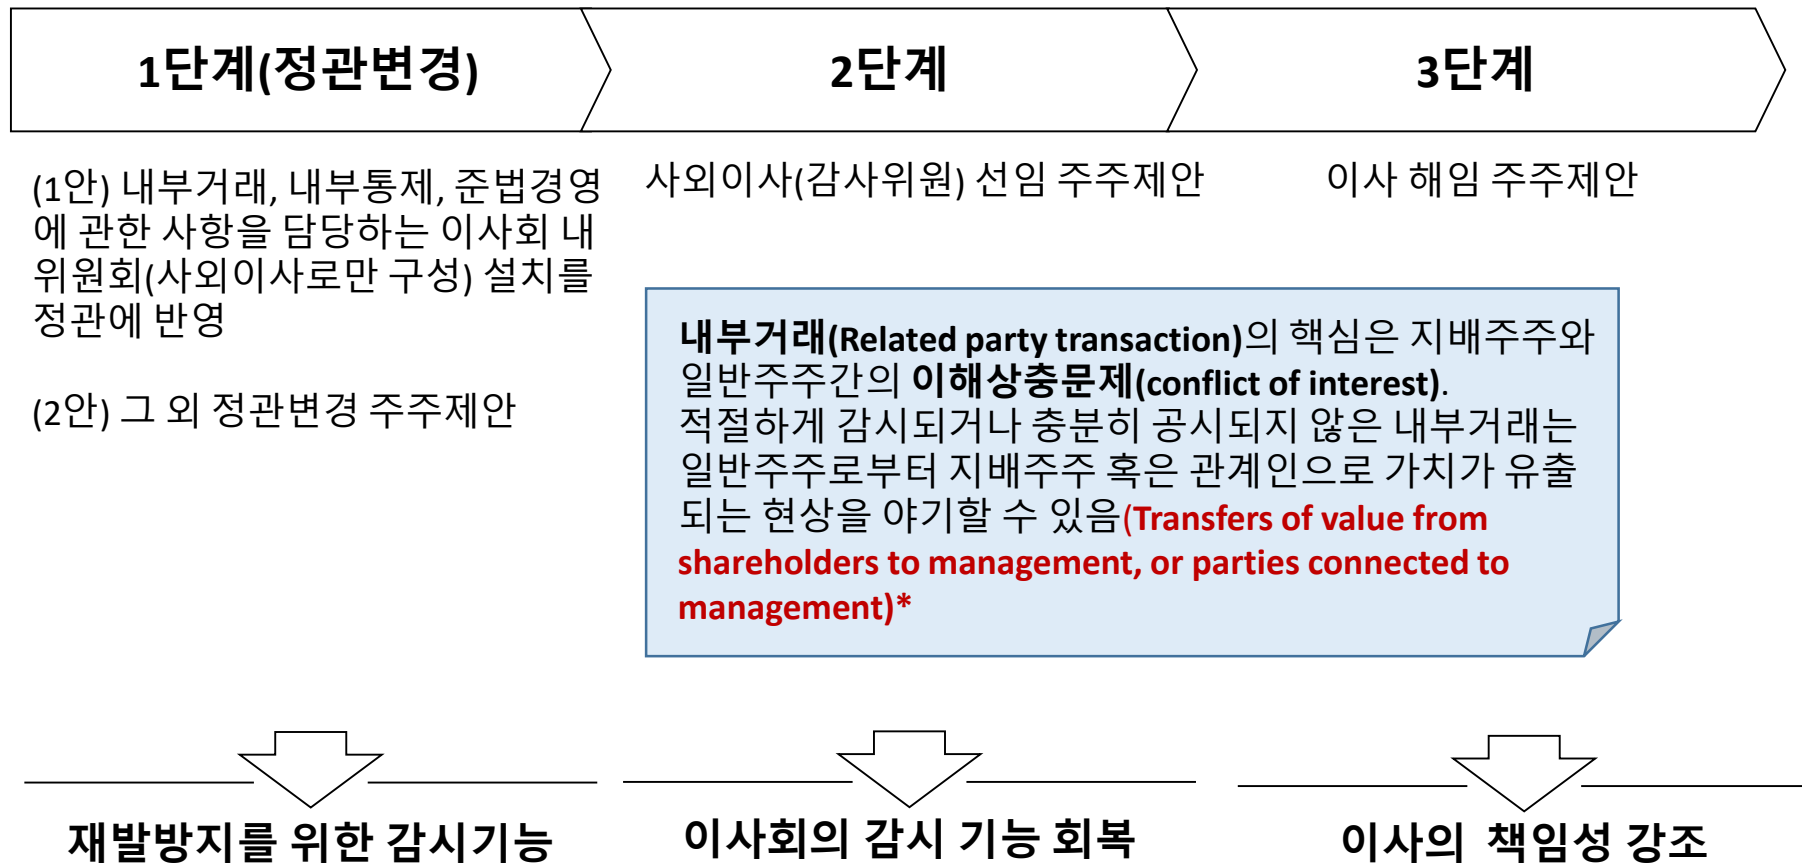 1단계(정관변경)
2단계
3단계
(1안) 내부거래, 내부통제, 준법경영
에 관한 사항을 담당하는 이사회 내
위원회(사외이사로만 구성) 설치를
정관에 반영
(2안) 그 외 정관변경 주주제안
사외이사(감사위원) 선임 주주제안
이사 해임 주주제안
내부거래(Related party transaction)의 핵심은 지배주주와
일반주주간의 이해상충문제(conflict of interest).
적절하게 감시되거나 충분히 공시되지 않은 내부거래는
일반주주로부터 지배주주 혹은 관계인으로 가치가 유출
되는 현상을 야기할 수 있음(Transfers of value from
shareholders to management, or parties connected to
management)*
재발방지를 위한 감시기능
이사회의 감시 기능 회복
이사의 책임성 강조